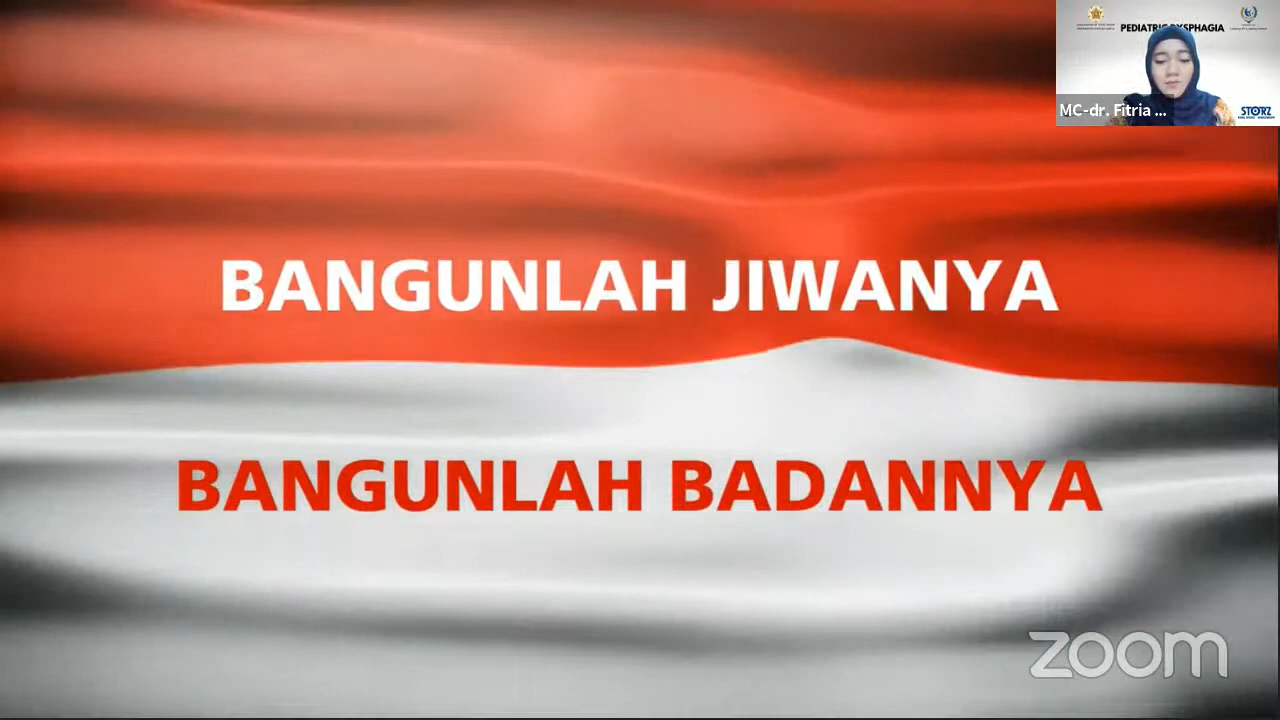 PEDIATRIC DYSPHAGIA
MC-dr. Fitria ...
STORZ
BANGUNLAH JIWANYA
BANGUNLAH BADANNYA
zoom